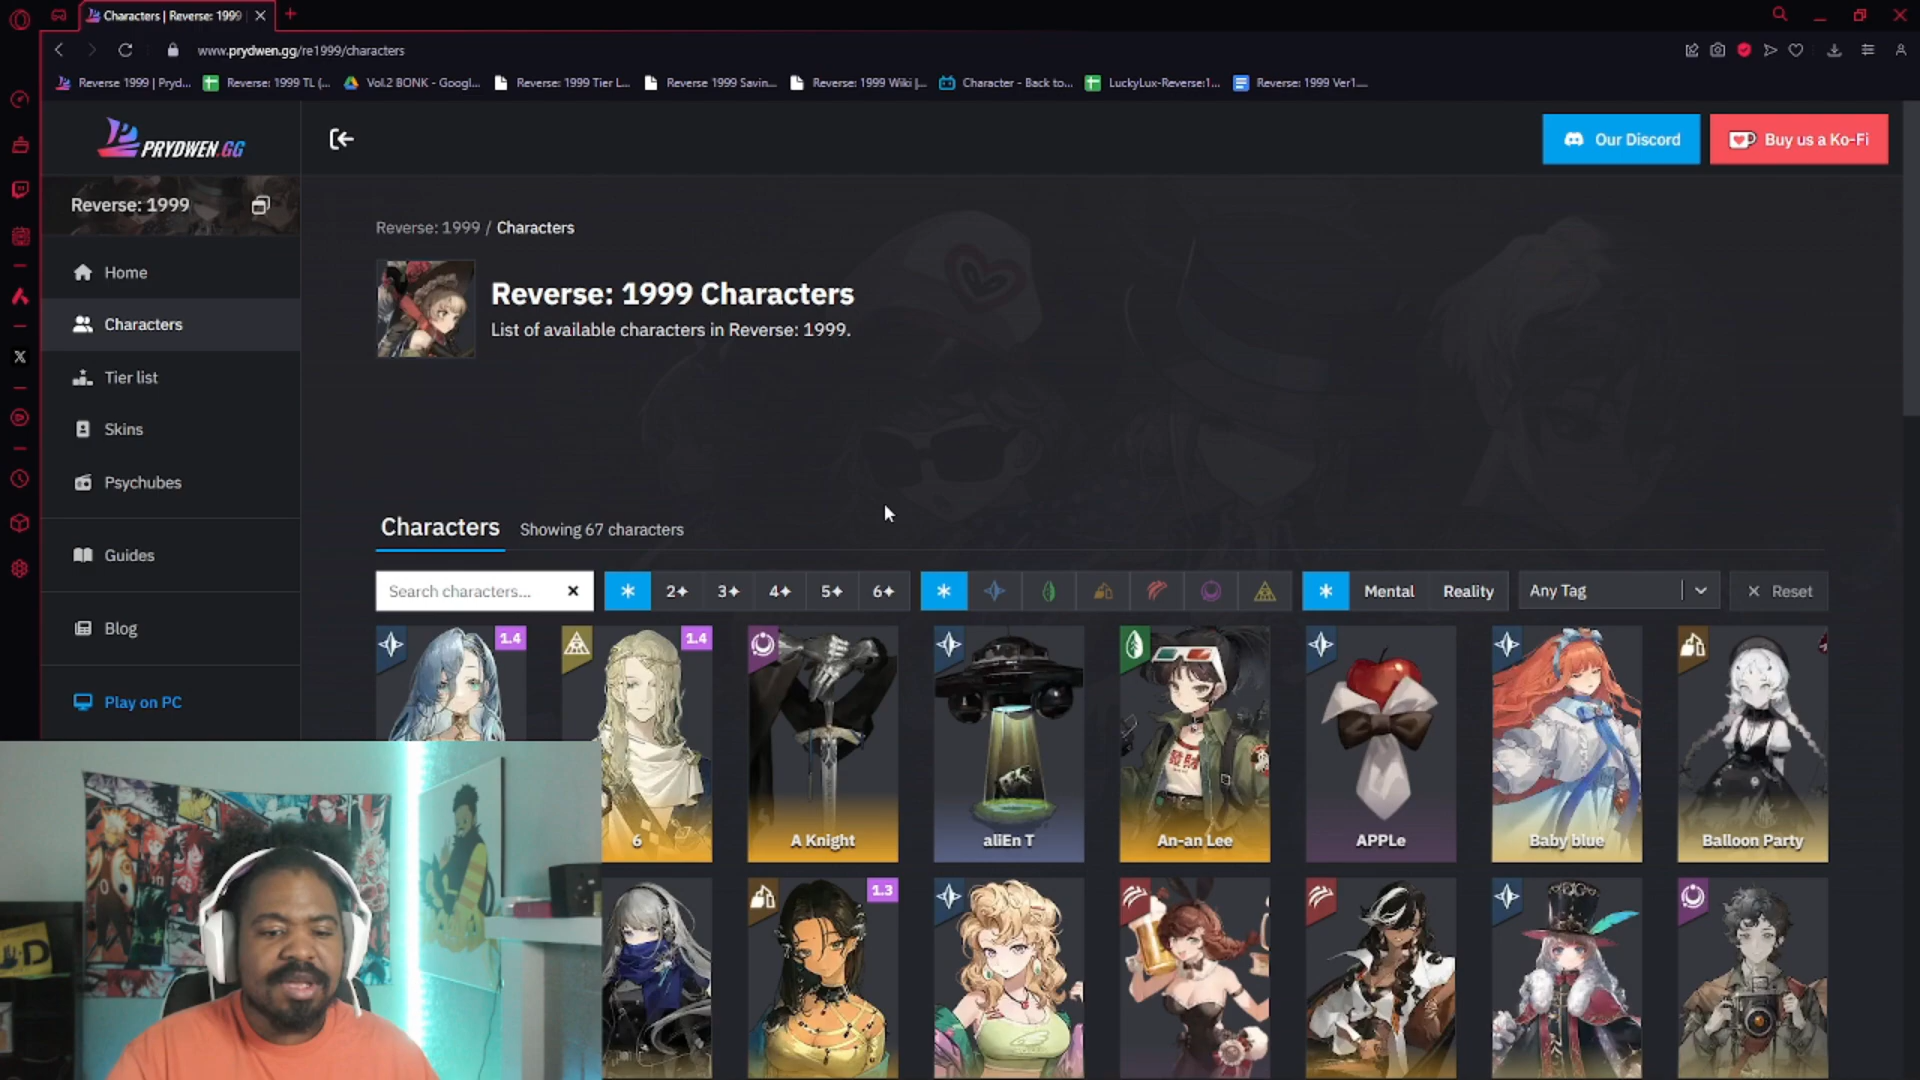 Characters | Reverse: 1999
www.prydwen.gg/re1999/characters
Reverse 1999 | Pryd...
Reverse: 1999 TL (...
Vol.2 BONK - Googl...
Reverse: 1999 Tier L...
Reverse 1999 Savin...
Reverse: 1999 Wiki |...
Character - Back to...
LuckyLux-Reverse:1...
Reverse: 1999 Ver1....
PRYDWEN.GG
Our Discord
Buy us a Ko-Fi
Reverse: 1999
Home
Characters
Tier list
Skins
Psychubes
Guides
Blog
Play on PC
Reverse: 1999 / Characters
Reverse: 1999 Characters
List of available characters in Reverse: 1999.
Characters
Showing 67 characters
Search characters...
2✦
3✦
4✦
5✦
6✦
Mental
Reality
Any Tag
Reset
1.4
1.4
6
A Knight
aliEn T
An-an Lee
APPLe
Baby blue
Balloon Party
1.3